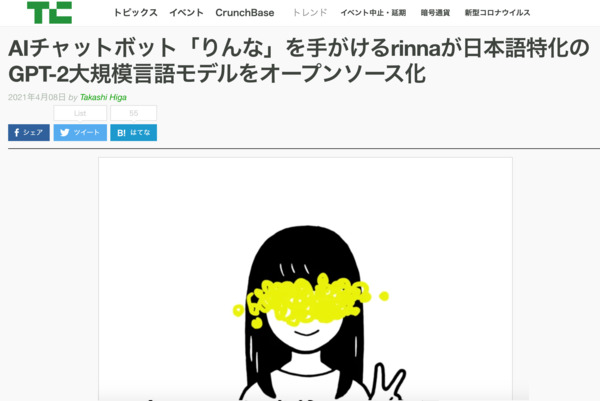 TC
トピックス イベント CrunchBase トレンド イベント中止・延期 暗号通貨 新型コロナウイルス
AIチャットボット「りんな」を手がけるrinnaが日本語特化の
GPT-2大規模言語モデルをオープンソース化
2021年4月08日 by Takashi Higa
List 55
シェア ツイート B! はてな